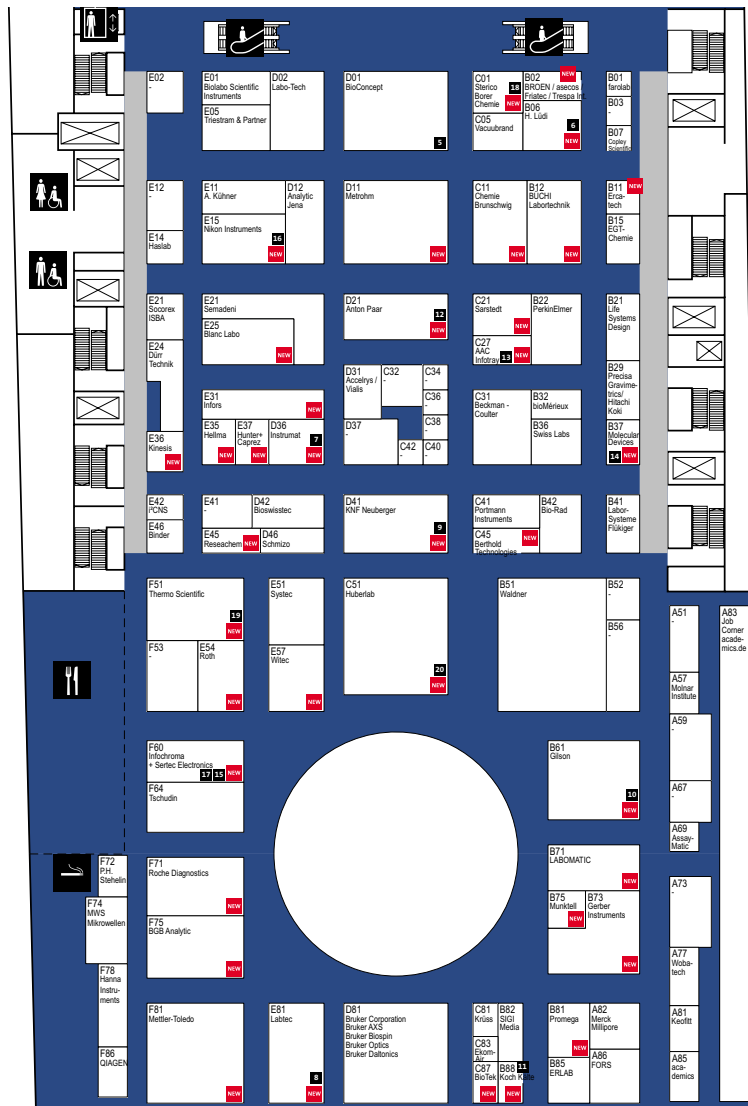 E02
-
E01
Biolabo Scientific
Instruments
D02
Labo-Tech
E05
Triestram & Partner
D01
BioConcept
5
C01
Sterico
Borer
Chemie
18
NEW
C05
Vacuubrand
B02
NEW
BROEN / asecos /
Friatec / Trespa Int.
B06
H. Lüdi
6
NEW
B01
farolab
B03
-
B07
Copley
Scientific
E12
-
E14
Haslab
E11
A. Kühner
E15
Nikon Instruments
16
NEW
D12
Analytic
Jena
D11
Metrohm
NEW
C11
Chemie
Brunschwig
NEW
B12
BÜCHI
Labortechnik
NEW
B11
NEW
Erca-
tech
B15
EGT-
Chemie
E21
Socorex
ISBA
E24
Dürr
Technik
E36
Kinesis
NEW
E21
Semadeni
E25
Blanc Labo
NEW
D21
Anton Paar
12
NEW
C21
Sarstedt
NEW
C27
AAC
Infotray
13
NEW
B22
PerkinElmer
B21
Life
Systems
Design
B29
Precisa
Gravime-
trics/
Hitachi
Koki
B37
Molecular
Devices
14
NEW
E31
Infors
NEW
E35
Hellma
NEW
E37
Hunter+
Caprez
NEW
D36
Instrumat
7
NEW
D31
Accelrys /
Vialis
C32
-
C34
-
C36
-
C38
-
D37
-
C42
-
C40
-
C31
Beckman -
Coulter
B32
bioMérieux
B36
Swiss Labs
E42
i²CNS
E46
Binder
E41
-
D42
Bioswisstec
E45
Reseachem
NEW
D46
Schmizo
D41
KNF Neuberger
9
NEW
C41
Portmann
Instruments
C45
Berthold
Technologies
NEW
B42
Bio-Rad
B41
Labor-
Systeme
Flükiger
F51
Thermo Scientific
19
NEW
F53
-
E54
Roth
NEW
E51
Systec
E57
Witec
NEW
C51
Huberlab
20
NEW
B51
Waldner
B52
-
B56
-
A51
-
A57
Molnar
Institute
A59
-
A67
-
A69
Assay-
Matic
A83
Job
Corner
acade-
mics.de
F60
Infochroma
+ Sertec Electronics
17 15 NEW
F64
Tschudin
B61
Gilson
10
NEW
F72
P.H.
Stehelin
F74
MWS
Mikrowellen
F78
Hanna
Instru-
ments
F86
QIAGEN
F71
Roche Diagnostics
NEW
F75
BGB Analytic
NEW
B71
LABOMATIC
NEW
B75
Munktell
NEW
B73
Gerber
Instruments
NEW
A73
-
A77
Woba-
tech
A81
Keofitt
A85
aca-
demics
F81
Mettler-Toledo
NEW
E81
Labtec
8
NEW
D81
Bruker Corporation
Bruker AXS
Bruker Biospin
Bruker Optics
Bruker Daltonics
C81
Krüss
C83
Ekom-
Air
C87
BioTek
NEW
B82
SIGI
Media
B88
11
NEW
B81
Promega
NEW
B85
ERLAB
A82
Merck
Millipore
A86
FORS